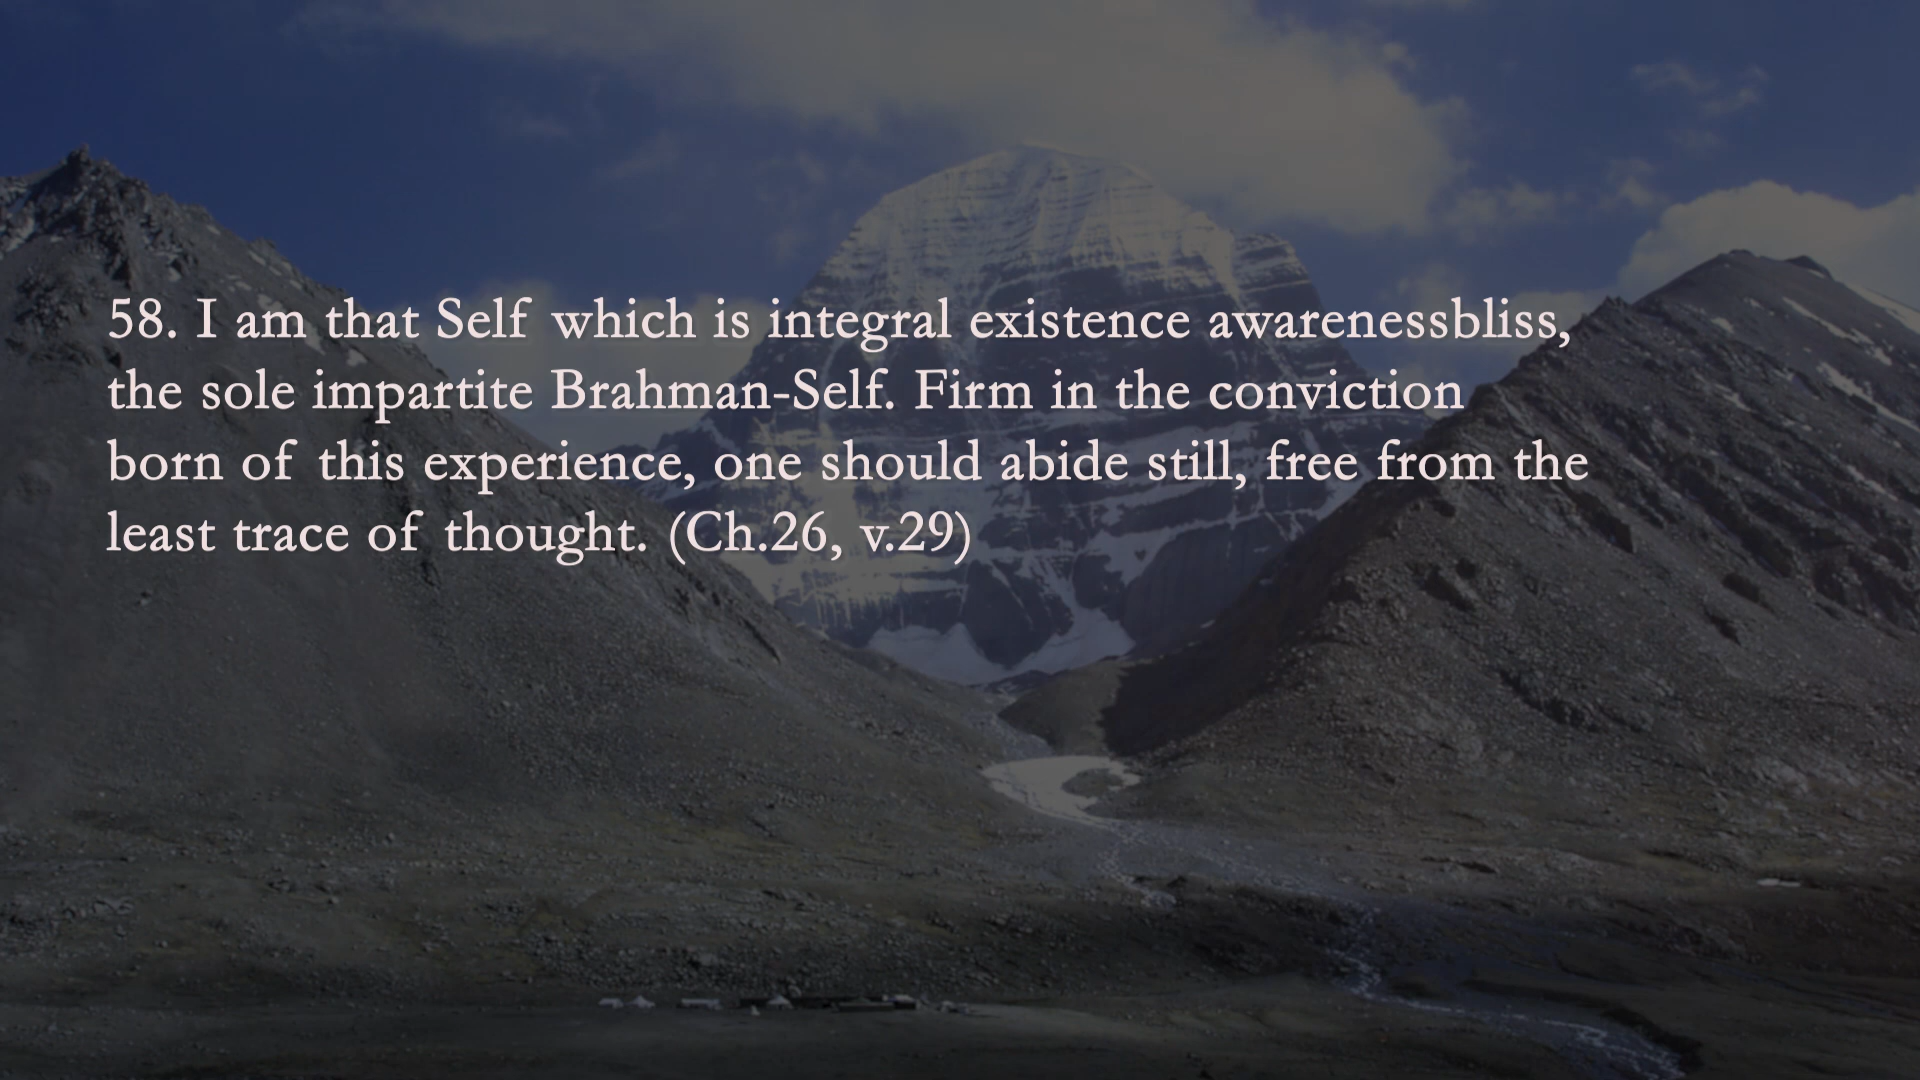 58. I am that Self which is integral existence awarenessbliss,
the sole impartite Brahman-Self. Firm in the conviction
born of this experience, one should abide still, free from the
least trace of thought. (Ch.26, v.29)